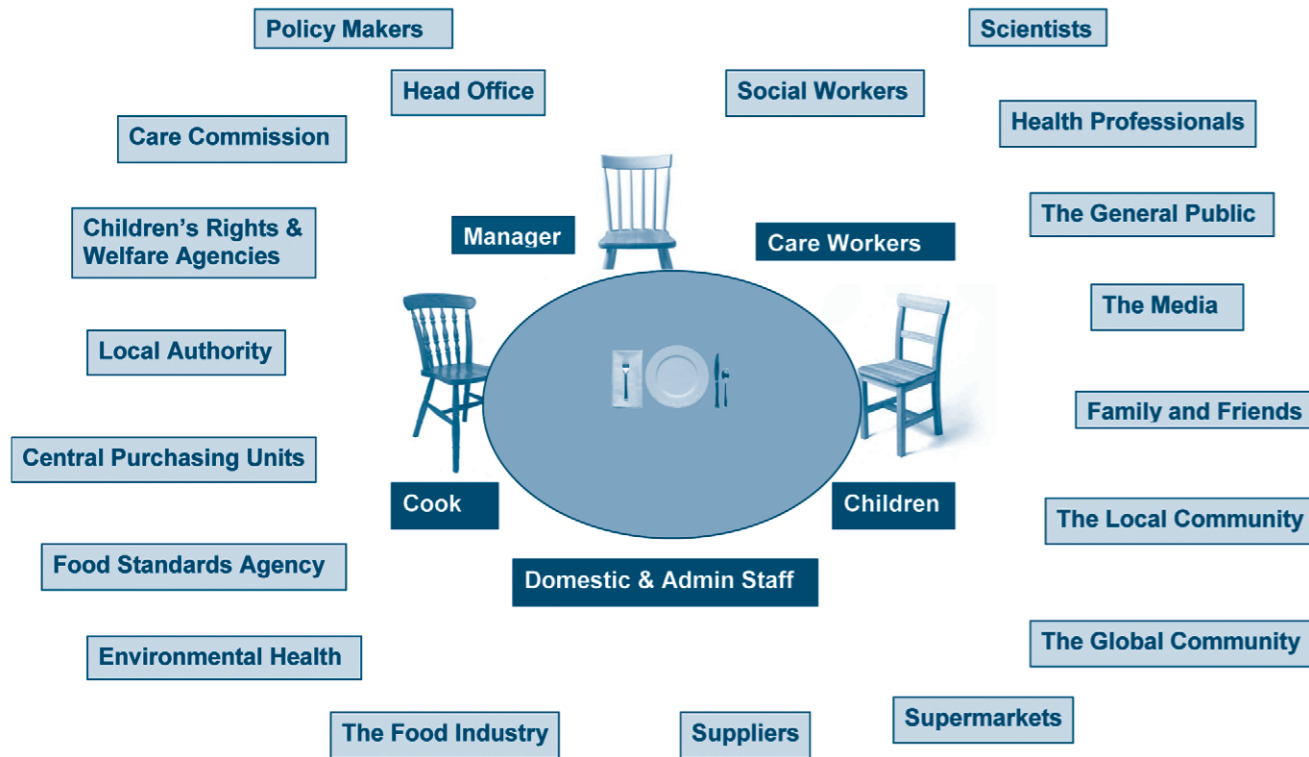 Policy Makers
Scientists
Head Office
Social Workers
Care Commission
Health Professionals
Children’s Rights &
Welfare Agencies
The General Public
Manager
Care Workers
The Media
Local Authority
Family and Friends
Central Purchasing Units
Cook
Children
The Local Community
Food Standards Agency
Domestic & Admin Staff
Environmental Health
The Global Community
The Food Industry
Suppliers
Supermarkets